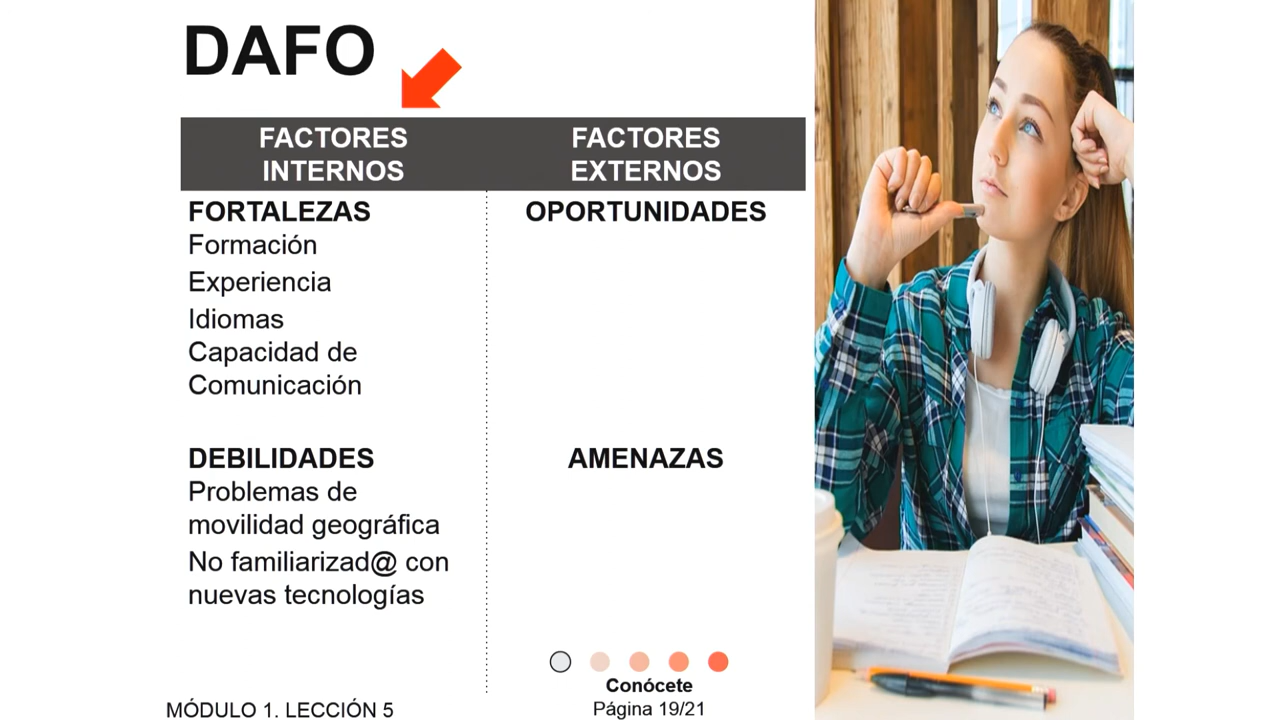 DAFO
FACTORES
INTERNOS
FACTORES
EXTERNOS
FORTALEZAS
Formación
Experiencia
Idiomas
Capacidad de
Comunicación
OPORTUNIDADES
DEBILIDADES
Problemas de
movilidad geográfica
No familiarizad@ con
nuevas tecnologías
AMENAZAS
Conócete
Página 19/21
MÓDULO 1. LECCIÓN 5